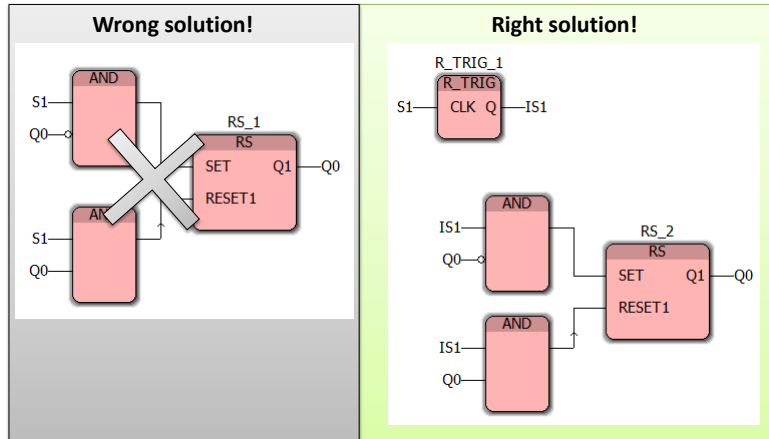 Wrong solution!
AND
S1
Q0
RS_1
RS
SET Q1 Q0
RESET1
S1
Q0
Right solution!
R_TRIG_1
R_TRIG
S1 CLK Q IS1
AND
IS1
Q0
RS_2
RS
SET Q1 Q0
RESET1
AND
IS1
Q0